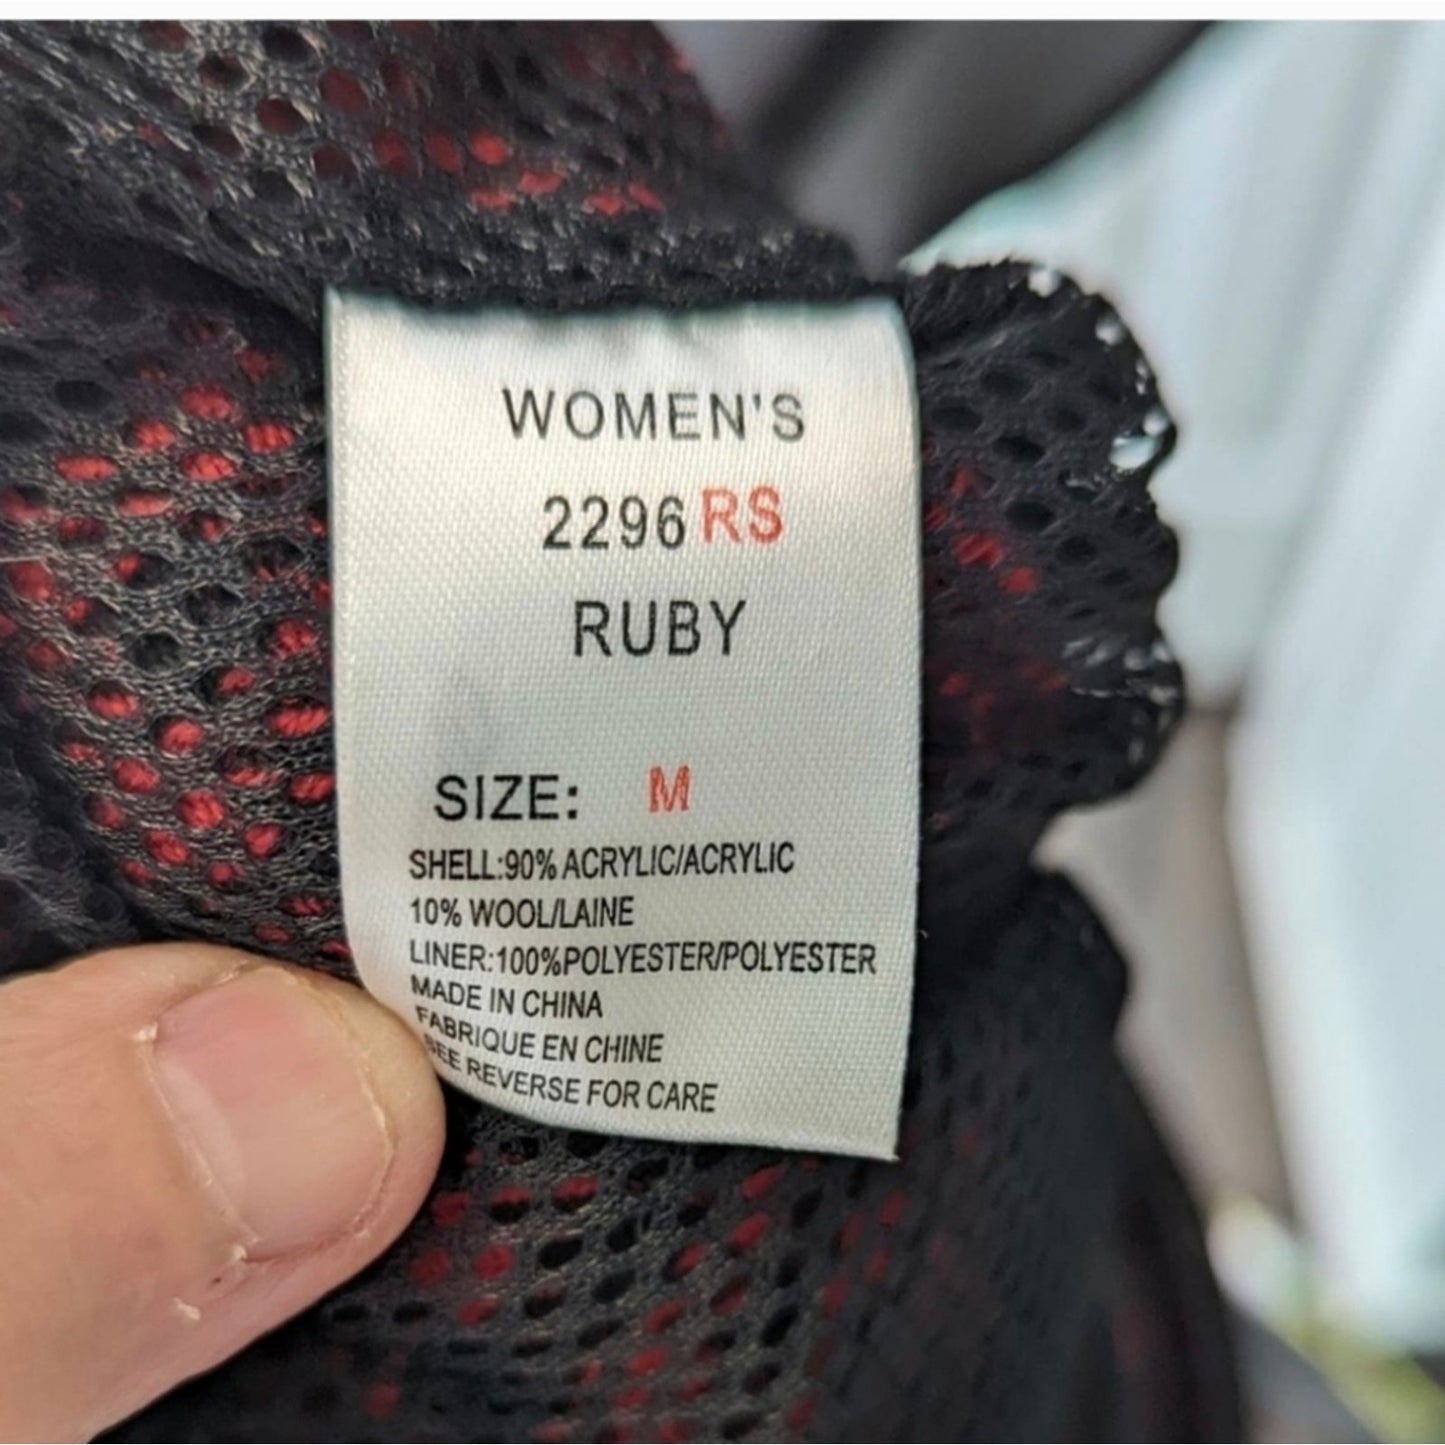 WOMEN'S
2296 RS
RUBY
SIZE: M
SHELL:90% ACRYLIC/ACRYLIC
10% WOOL/LAINE
LINER:100%POLYESTER/POLYESTER
MADE IN CHINA
FABRIQUE EN CHINE
SEE REVERSE FOR CARE